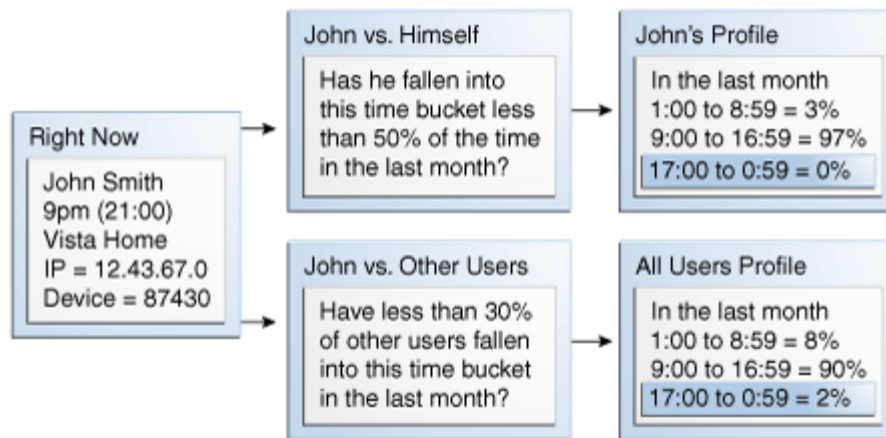 Right Now
John Smith
9pm (21:00)
Vista Home
IP = 12.43.67.0
Device = 87430
John vs. Himself
Has he fallen into
this time bucket less
than 50% of the time
in the last month?
John's Profile
In the last month
1:00 to 8:59 = 3%
9:00 to 16:59 = 97%
17:00 to 0:59 = 0%
John vs. Other Users
Have less than 30%
of other users fallen
into this time bucket
in the last month?
All Users Profile
In the last month
1:00 to 8:59 = 8%
9:00 to 16:59 = 90%
17:00 to 0:59 = 2%